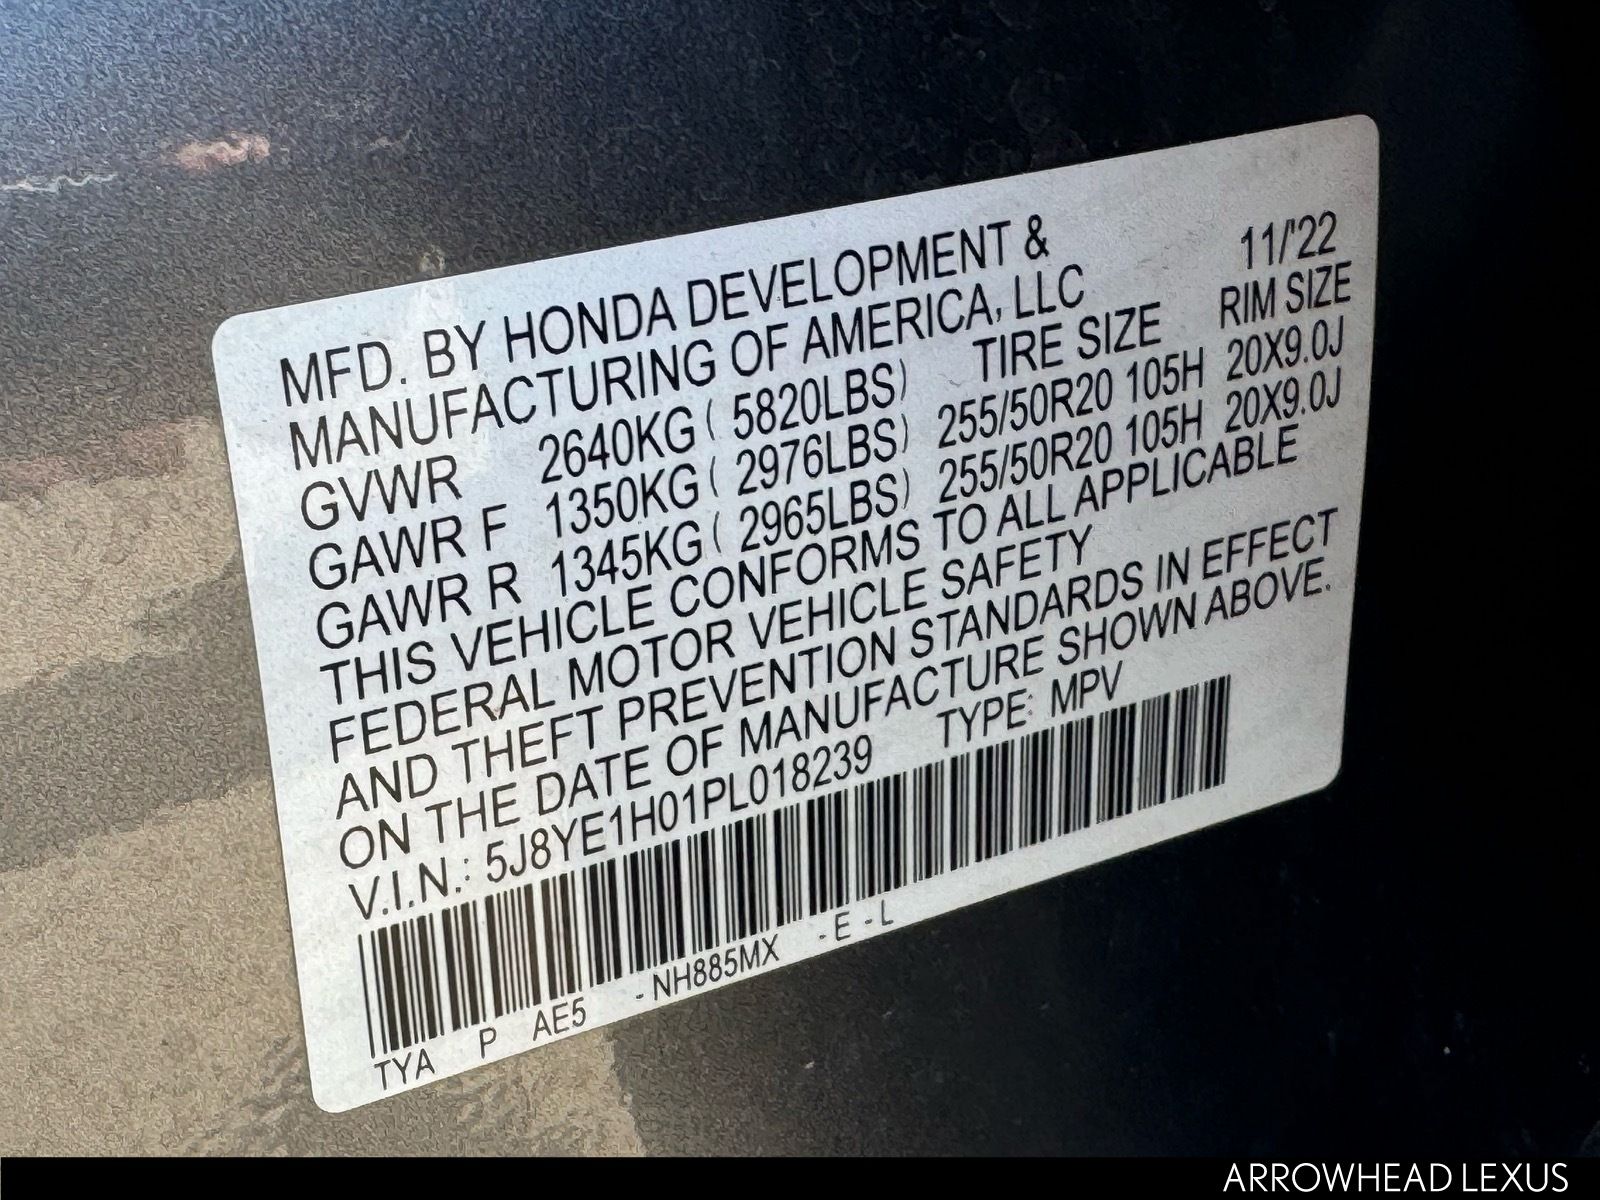 MFD. BY HONDA DEVELOPMENT & 11/'22
MANUFACTURING OF AMERICA, LLC
TIRE SIZE RIM SIZE
GVWR 2640KG ( 5820LBS)
GAWR F 1350KG ( 2976LBS) 255/50R20 105H 20X9.0J
GAWR R 1345KG ( 2965LBS) 255/50R20 105H 20X9.0J
THIS VEHICLE CONFORMS TO ALL APPLICABLE
FEDERAL MOTOR VEHICLE SAFETY
AND THEFT PREVENTION STANDARDS IN EFFECT
ON THE DATE OF MANUFACTURE SHOWN ABOVE.
V.I.N.: 5J8YE1H01PL018239 TYPE: MPV
TYA P AE5 -NH885MX -E -L
ARROWHEAD LEXUS